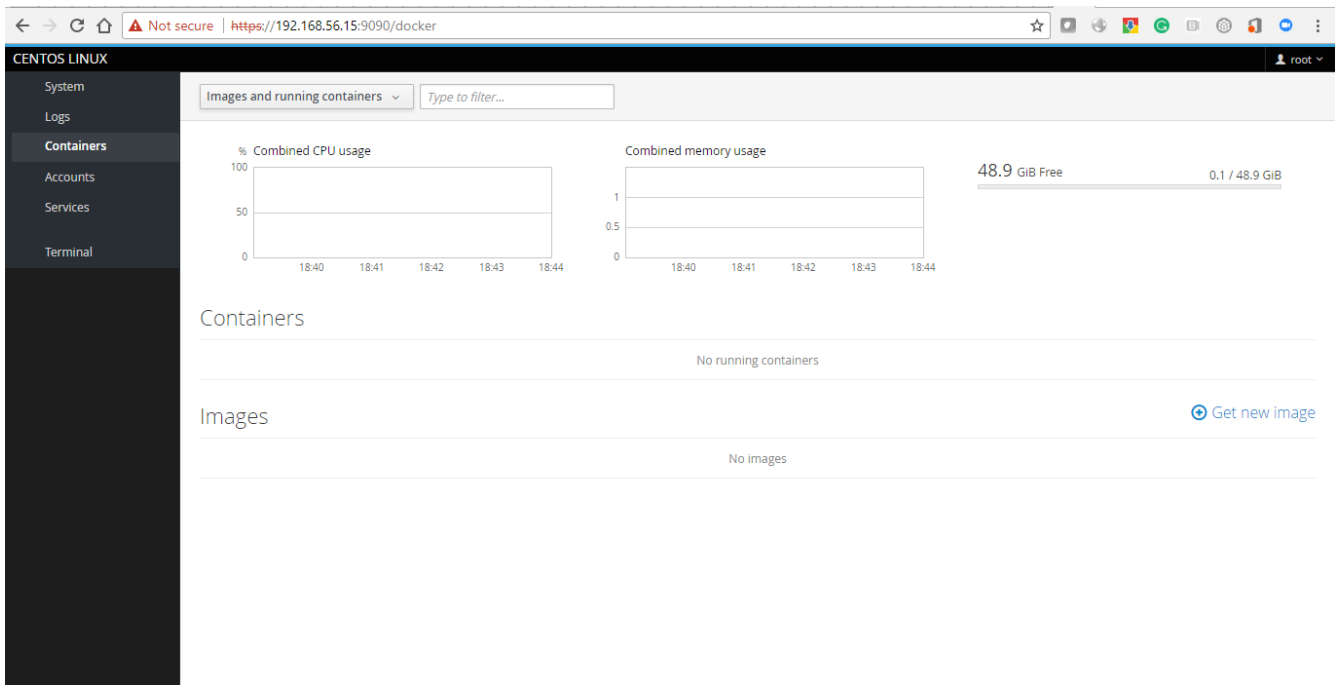 Not secure | https://192.168.56.15:9090/docker
CENTOS LINUX
root
System
Logs
Containers
Accounts
Services
Terminal
Images and running containers
Type to filter...
% Combined CPU usage
100
50
0
18:40 18:41 18:42 18:43 18:44
Combined memory usage
1
0.5
0
18:40 18:41 18:42 18:43 18:44
48.9 GiB Free
0.1 / 48.9 GiB
Containers
No running containers
Images
Get new image
No images